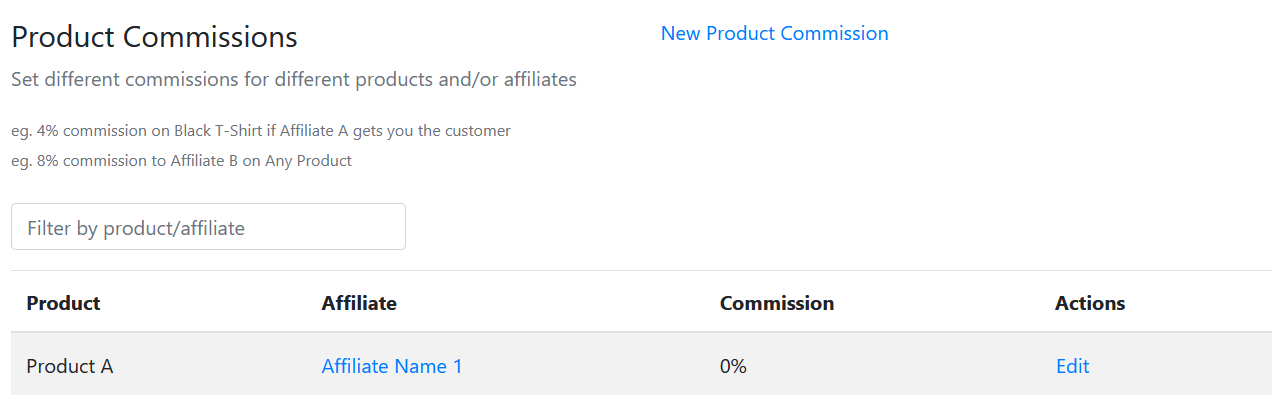 Product Commissions
New Product Commission
Set different commissions for different products and/or affiliates
eg. 4% commission on Black T-Shirt if Affiliate A gets you the customer
eg. 8% commission to Affiliate B on Any Product
Filter by product/affiliate
Product Affiliate Commission Actions
Product A Affiliate Name 1 0% Edit